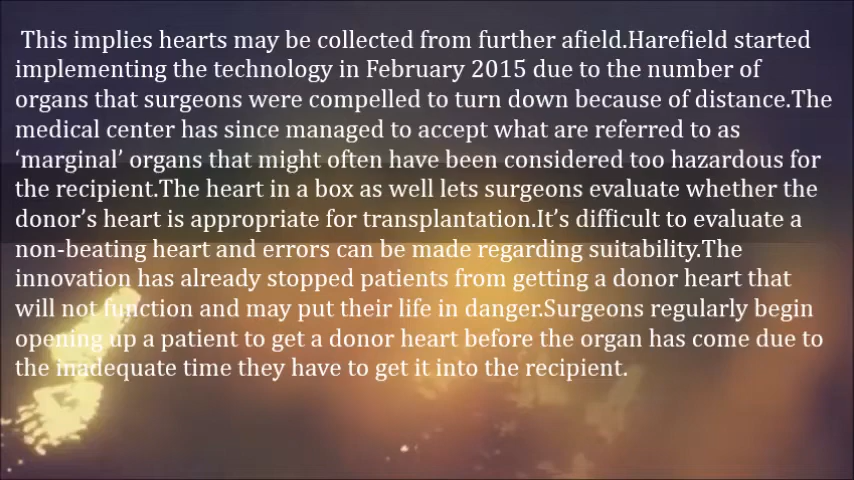 This implies hearts may be collected from further afield.Harefield started
implementing the technology in February 2015 due to the number of
organs that surgeons were compelled to turn down because of distance.The
medical center has since managed to accept what are referred to as
‘marginal’ organs that might often have been considered too hazardous for
the recipient.The heart in a box as well lets surgeons evaluate whether the
donor’s heart is appropriate for transplantation.It’s difficult to evaluate a
non-beating heart and errors can be made regarding suitability.The
innovation has already stopped patients from getting a donor heart that
will not function and may put their life in danger.Surgeons regularly begin
opening up a patient to get a donor heart before the organ has come due to
the inadequate time they have to get it into the recipient.